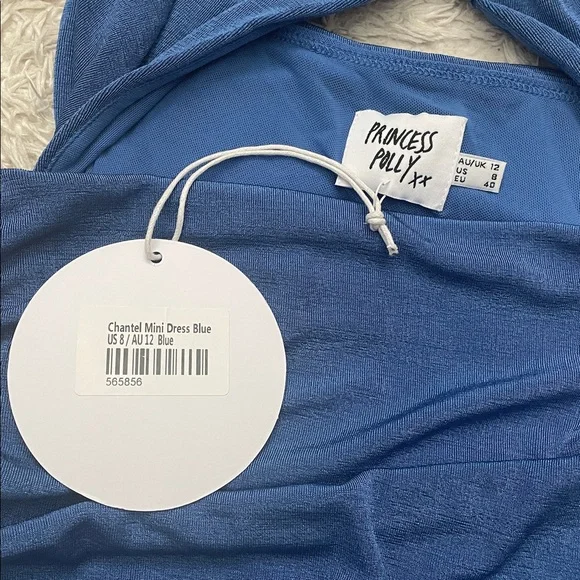 PRINCESS
POLLY
xx
AU/UK 12
US 8
EU 40
Chantel Mini Dress Blue
US 8 / AU 12 Blue
565856